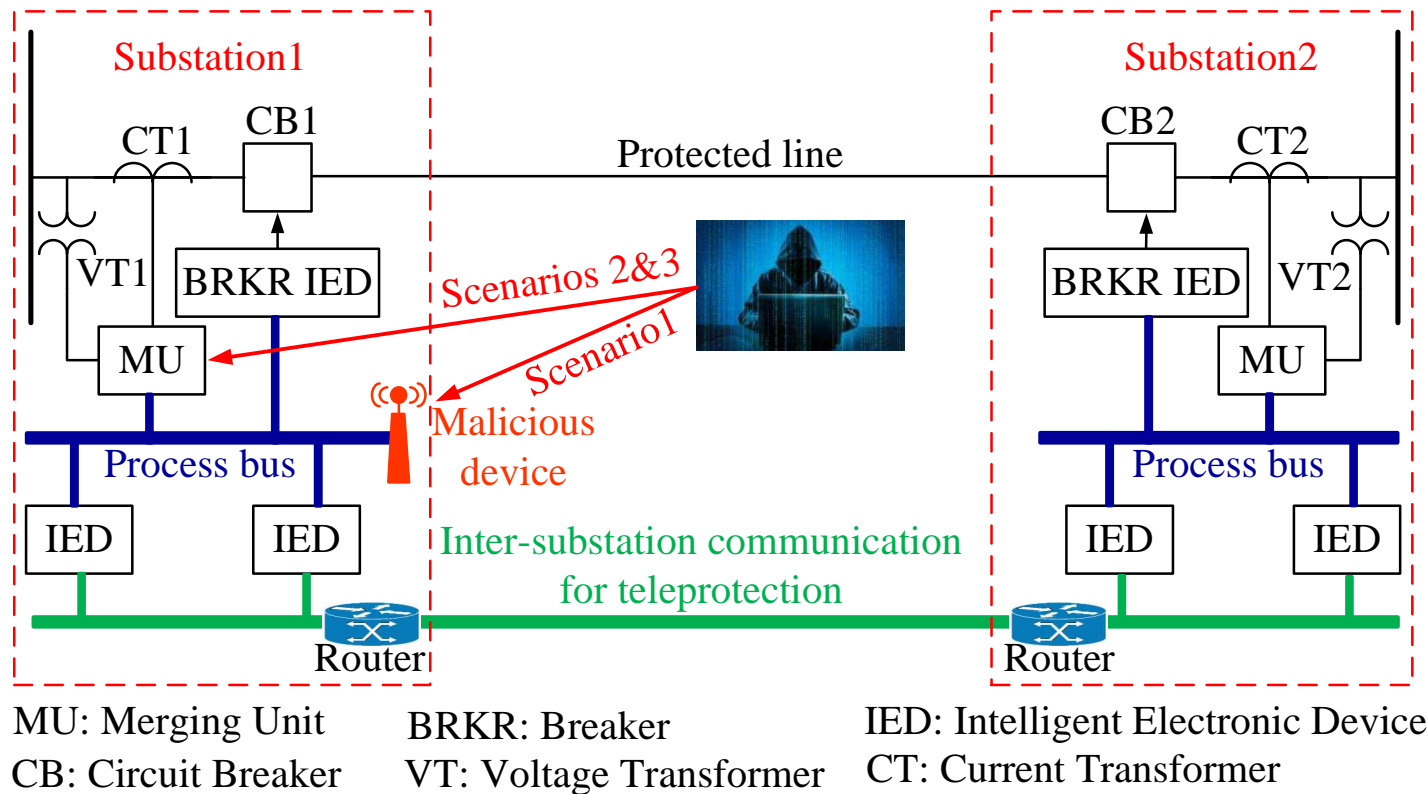 Substation1
Substation2
CT1
CB1
Protected line
CB2
CT2
VT1
BRKR IED
Scenarios 2&3
BRKR IED
VT2
MU
Scenario1
MU
Malicious
device
Process bus
Process bus
IED
IED
Inter-substation communication
for teleprotection
IED
IED
Router
Router
MU: Merging Unit
BRKR: Breaker
IED: Intelligent Electronic Device
CB: Circuit Breaker
VT: Voltage Transformer
CT: Current Transformer